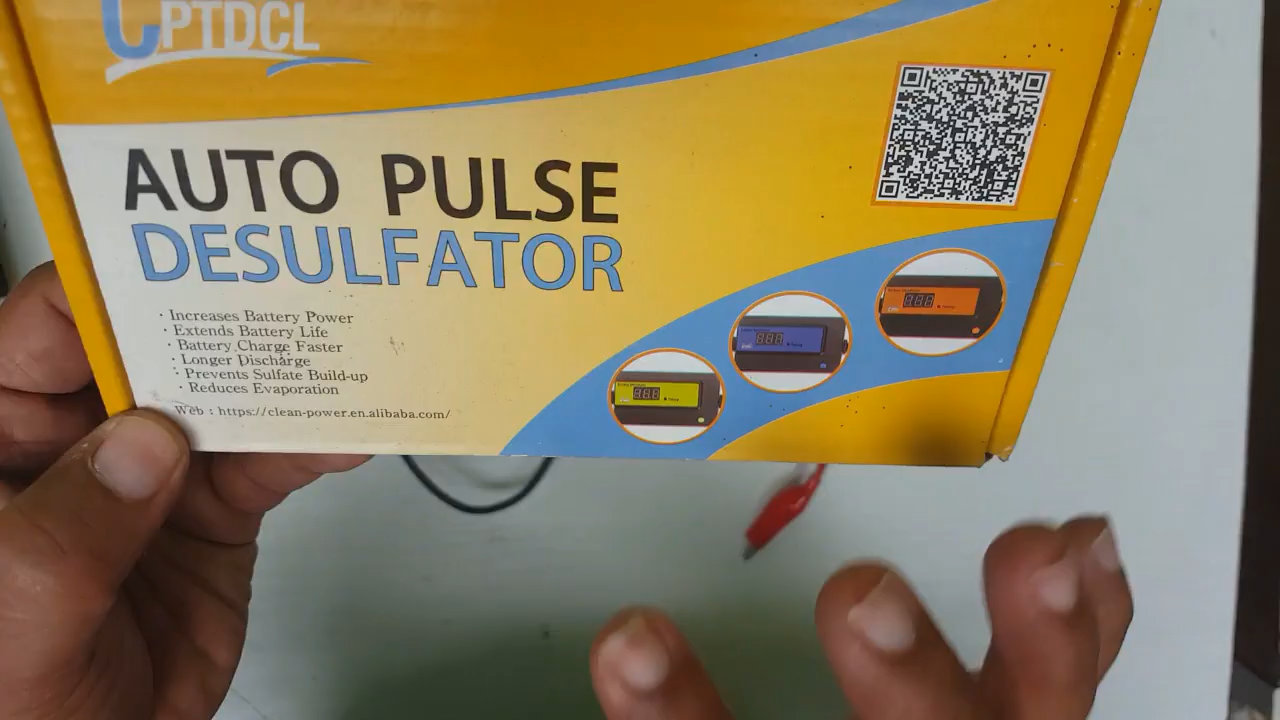 CPTDCL
AUTO PULSE
DESULFATOR
· Increases Battery Power
· Extends Battery Life
· Battery Charge Faster
· Longer Discharge
· Prevents Sulfate Build-up
· Reduces Evaporation
Web : https://clean-power.en.alibaba.com/